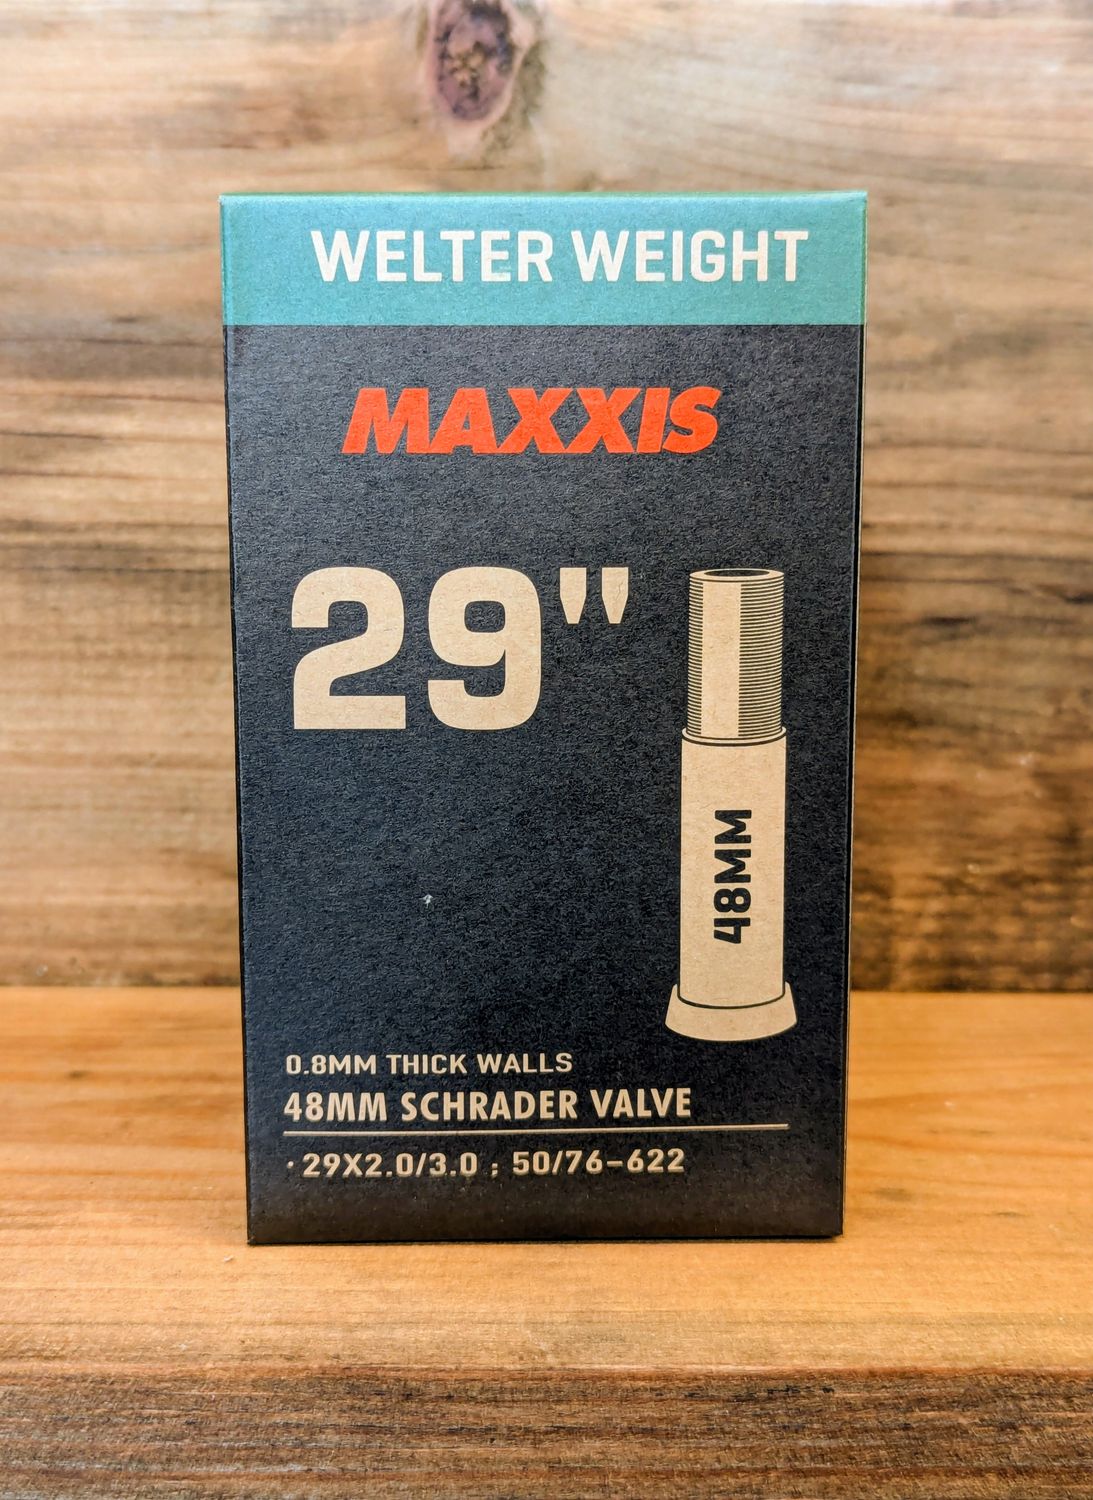 WELTER WEIGHT
MAXXIS
29"
48MM
0.8MM THICK WALLS
48MM SCHRADER VALVE
·29X2.0/3.0 ; 50/76-622